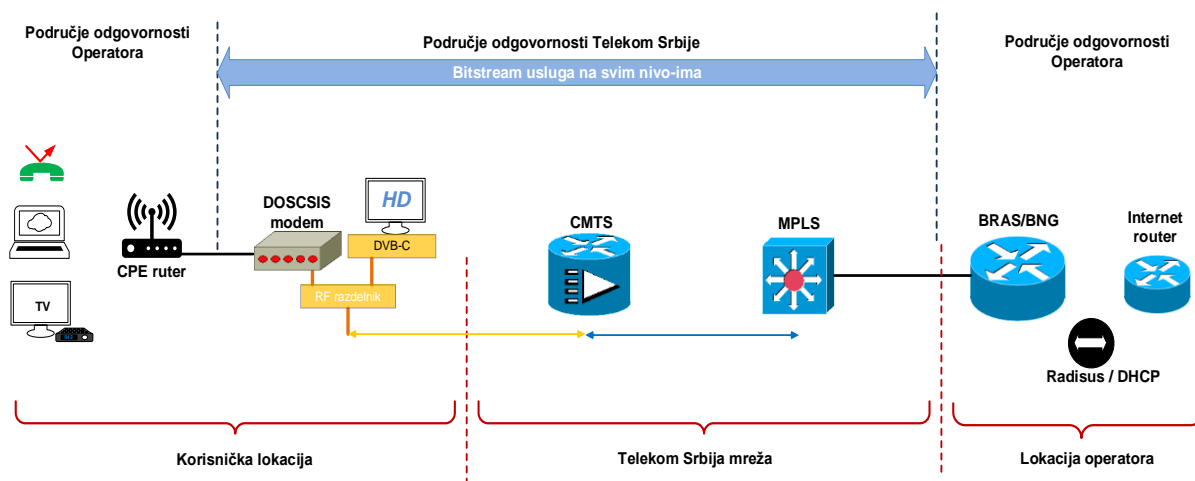 Područje odgovornosti
Operatora
Područje odgovornosti Telekom Srbije
Područje odgovornosti
Operatora
Bitstream usluga na svim nivo-ima
DOSCSIS
modem
HD
DVB-C
RF razdelnik
CPE ruter
TV
CMTS
MPLS
BRAS/BNG
Internet
router
Radisus / DHCP
Korisnička lokacija
Telekom Srbija mreža
Lokacija operatora